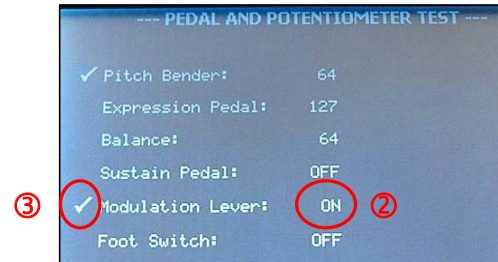 --- PEDAL AND POTENTIOMETER TEST ---
✓ Pitch Bender: 64
Expression Pedal: 127
Balance: 64
Sustain Pedal: OFF
③ ✓ Modulation Lever: ON ②
Foot Switch: OFF